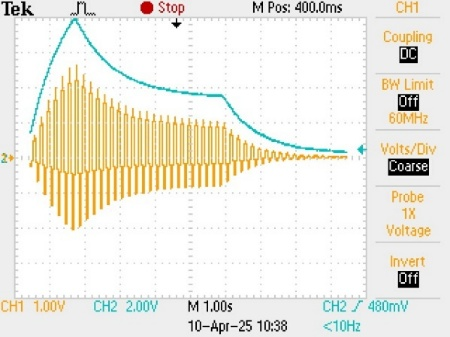 Tek Stop M Pos: 400.0ms CH1
Coupling
DC
BW Limit
Off
60MHz
2
Volts/Div
Coarse
Probe
1X
Voltage
Invert
Off
CH1 1.00V CH2 2.00V M 1.00s CH2 480mV
10-Apr-25 10:38 <10Hz